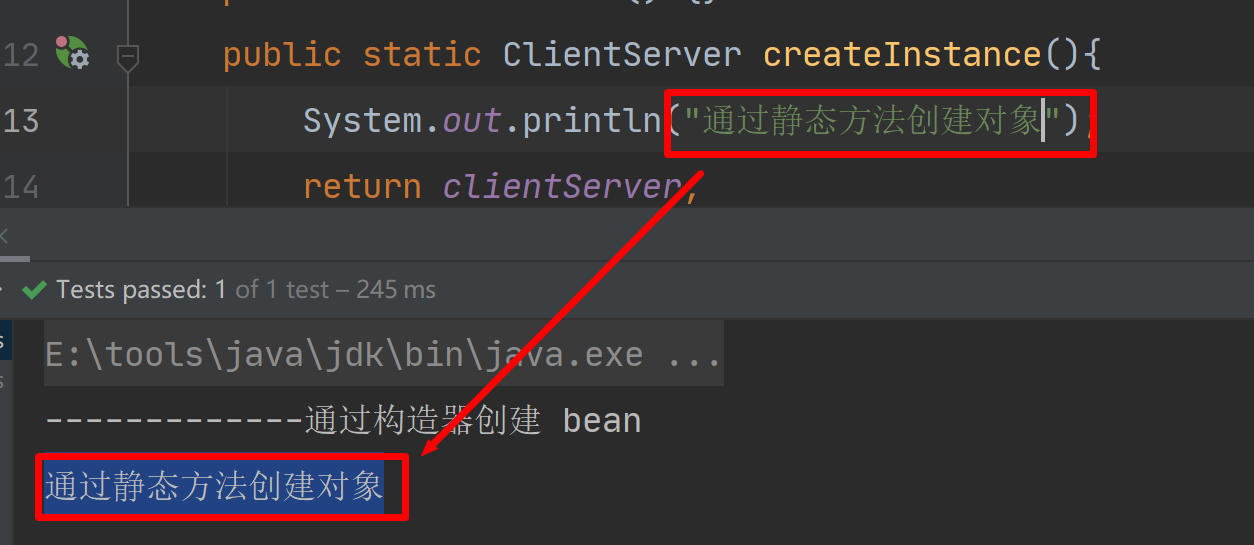 12 public static ClientServer createInstance(){
13 System.out.println("通过静态方法创建对象");
14 return clientServer;
Tests passed: 1 of 1 test – 245 ms
E:\tools\java\jdk\bin\java.exe ...
-------------通过构造器创建 bean
通过静态方法创建对象